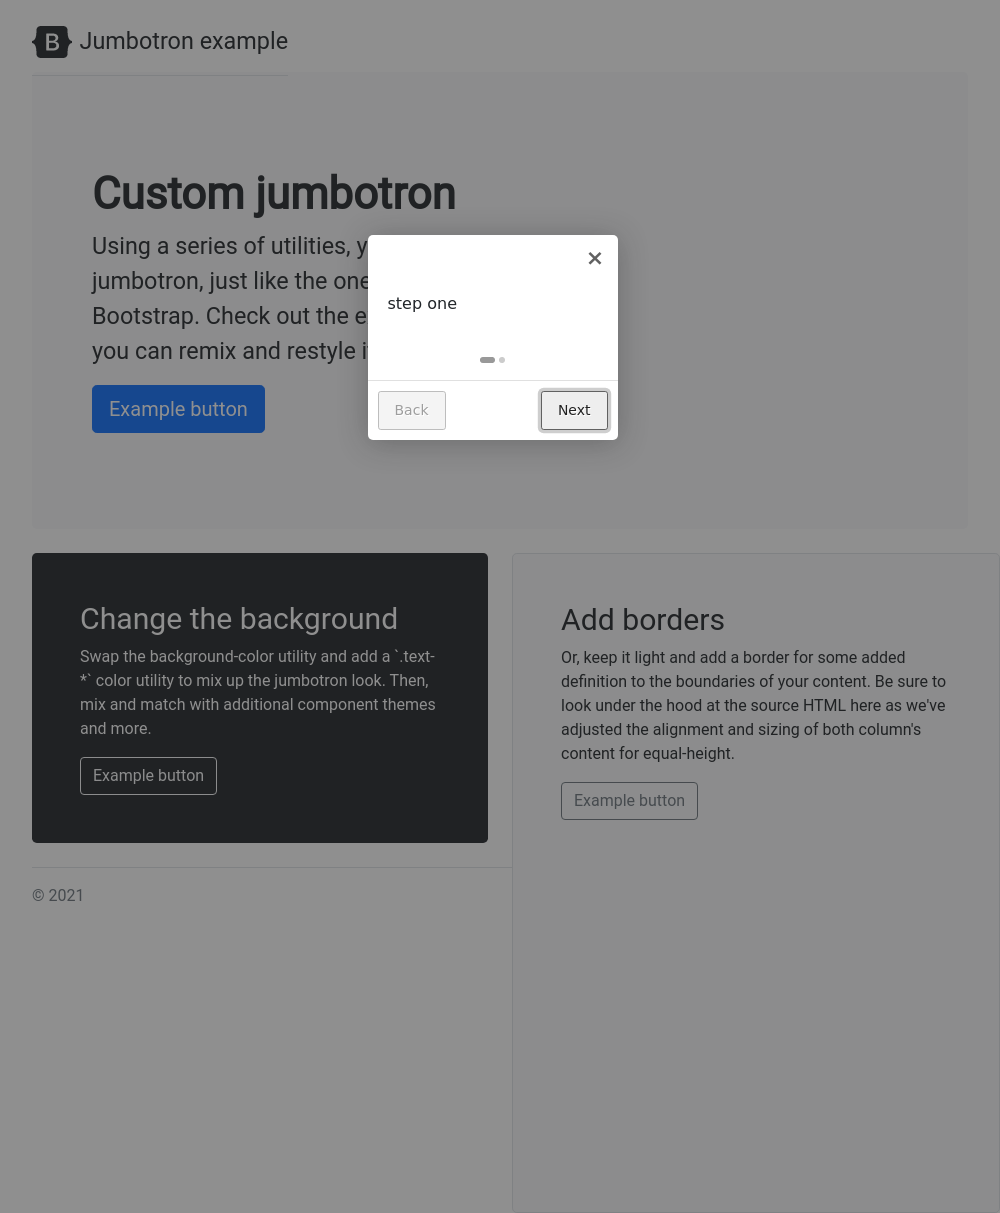 B Jumbotron example
Custom jumbotron
Using a series of utilities, y
jumbotron, just like the one
Bootstrap. Check out the e
you can remix and restyle i
Example button
×
step one
Back
Next
Change the background
Swap the background-color utility and add a `.text-
*` color utility to mix up the jumbotron look. Then,
mix and match with additional component themes
and more.
Example button
Add borders
Or, keep it light and add a border for some added
definition to the boundaries of your content. Be sure to
look under the hood at the source HTML here as we've
adjusted the alignment and sizing of both column's
content for equal-height.
Example button
© 2021